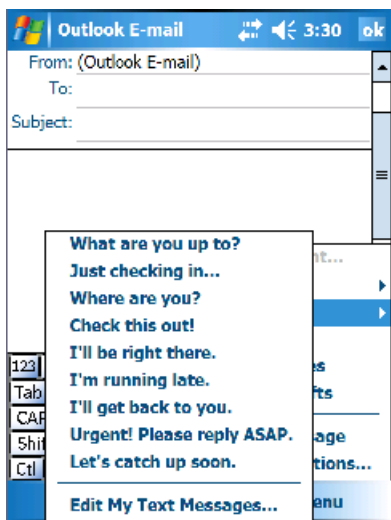 Outlook E-mail 3:30 ok
From: (Outlook E-mail)
To:
Subject:
What are you up to?
Just checking in...
Where are you?
Check this out!
I'll be right there.
I'm running late.
I'll get back to you.
Urgent! Please reply ASAP.
Let's catch up soon.
Edit My Text Messages...
123
Tab
Ctl